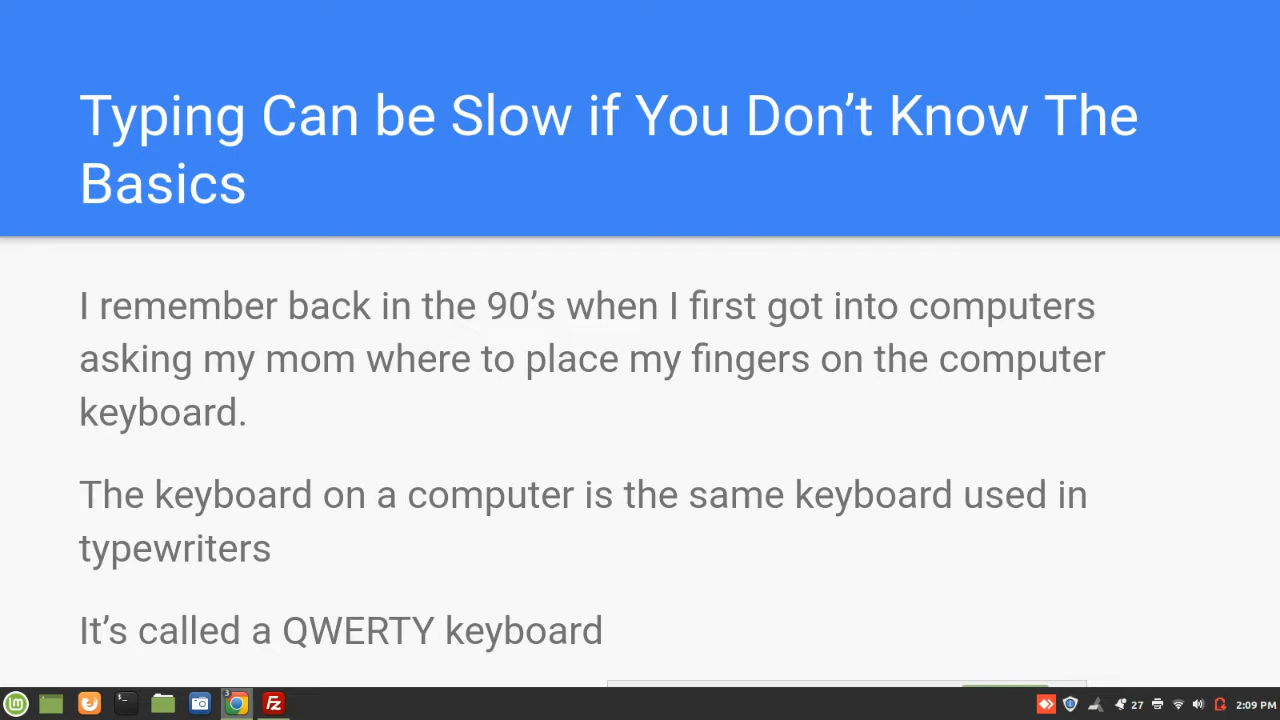 Typing Can be Slow if You Don’t Know The
Basics
I remember back in the 90’s when I first got into computers
asking my mom where to place my fingers on the computer
keyboard.
The keyboard on a computer is the same keyboard used in
typewriters
It’s called a QWERTY keyboard
3
27
2:09 PM